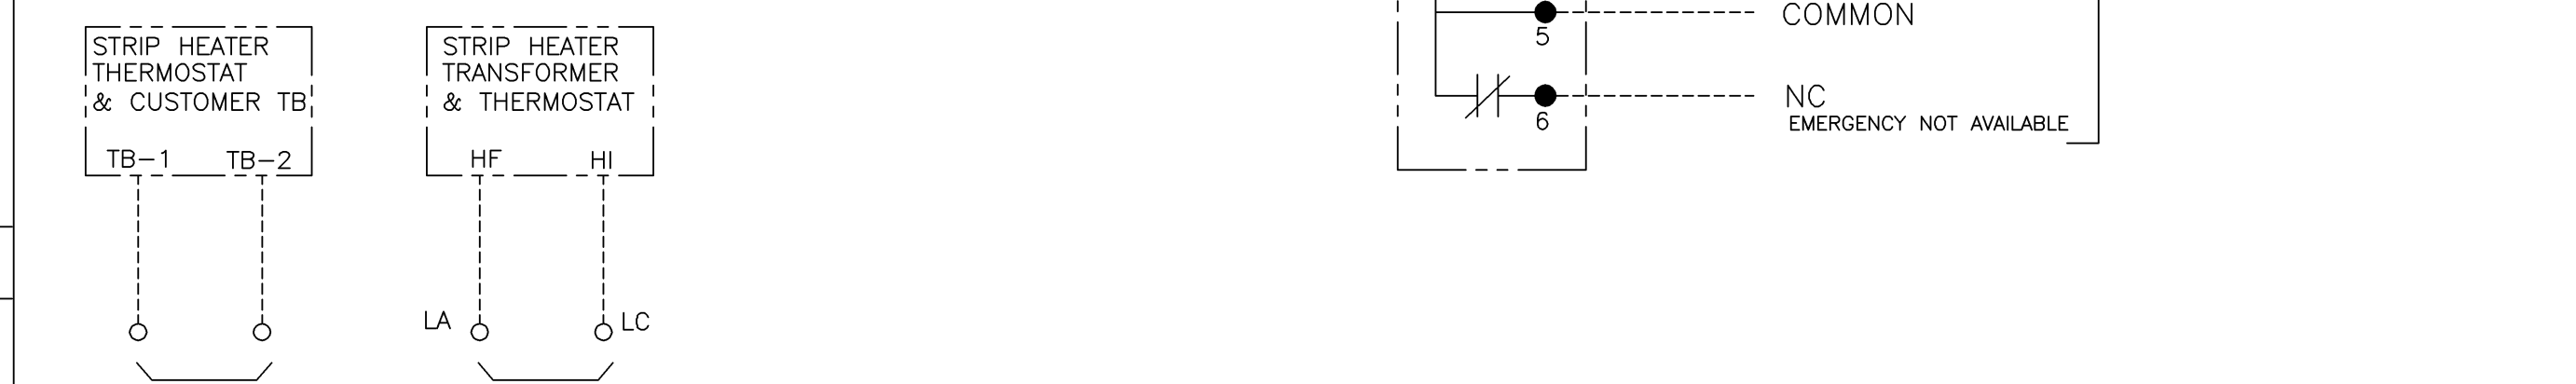 STRIP HEATER
THERMOSTAT
& CUSTOMER TB
TB-1 TB-2
STRIP HEATER
TRANSFORMER
& THERMOSTAT
HF HI
LA LC
5
COMMON
6
NC
EMERGENCY NOT AVAILABLE